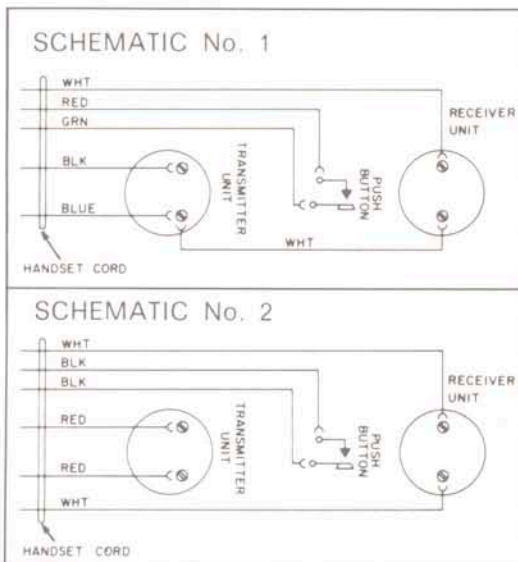 SCHEMATIC No. 1
WHT
RED
GRN
BLK
BLUE
TRANSMITTER
UNIT
PUSH
BUTTON
RECEIVER
UNIT
WHT
HANDSET CORD
SCHEMATIC No. 2
WHT
BLK
BLK
RED
RED
WHT
TRANSMITTER
UNIT
PUSH
BUTTON
RECEIVER
UNIT
HANDSET CORD